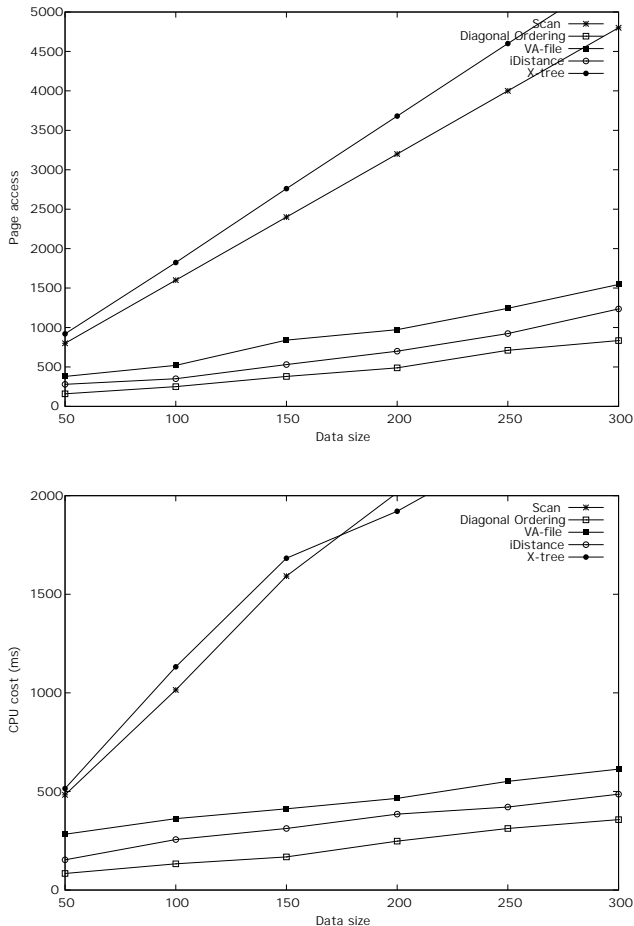 5000
4500
4000
3500
3000
2500
2000
1500
1000
500
0
Page access
50
100
150
200
250
300
Data size
Scan
Diagonal Ordering
VA-file
iDistance
X-tree
2000
1500
1000
500
0
CPU cost (ms)
50
100
150
200
250
300
Data size
Scan
Diagonal Ordering
VA-file
iDistance
X-tree